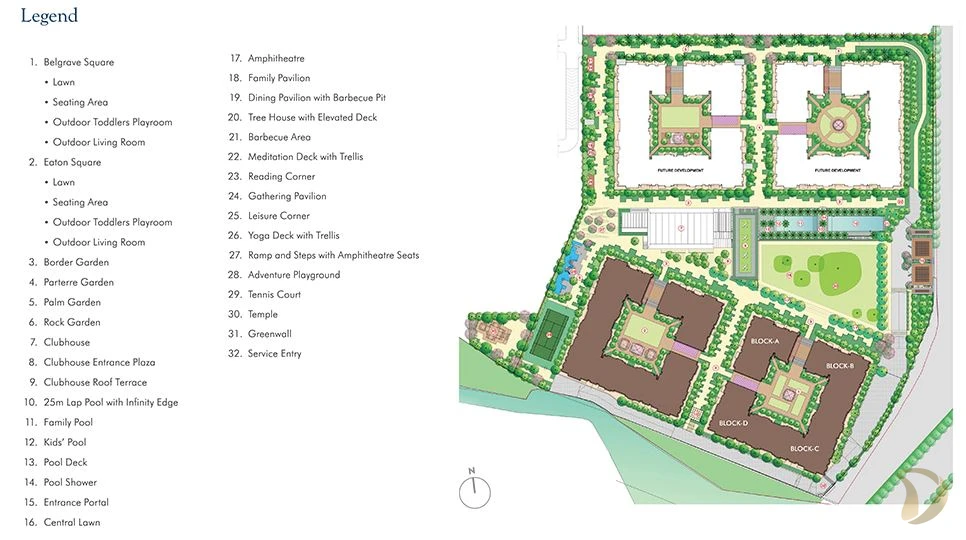 Legend
1. Belgrave Square
• Lawn
• Seating Area
• Outdoor Toddlers Playroom
• Outdoor Living Room
2. Eaton Square
• Lawn
• Seating Area
• Outdoor Toddlers Playroom
• Outdoor Living Room
3. Border Garden
4. Parterre Garden
5. Palm Garden
6. Rock Garden
7. Clubhouse
8. Clubhouse Entrance Plaza
9. Clubhouse Roof Terrace
10. 25m Lap Pool with Infinity Edge
11. Family Pool
12. Kids' Pool
13. Pool Deck
14. Pool Shower
15. Entrance Portal
16. Central Lawn
17. Amphitheatre
18. Family Pavilion
19. Dining Pavilion with Barbecue Pit
20. Tree House with Elevated Deck
21. Barbecue Area
22. Meditation Deck with Trellis
23. Reading Corner
24. Gathering Pavilion
25. Leisure Corner
26. Yoga Deck with Trellis
27. Ramp and Steps with Amphitheatre Seats
28. Adventure Playground
29. Tennis Court
30. Temple
31. Greenwall
32. Service Entry
FUTURE DEVELOPMENT
FUTURE DEVELOPMENT
BLOCK-A
BLOCK-B
BLOCK-D
BLOCK-C
N